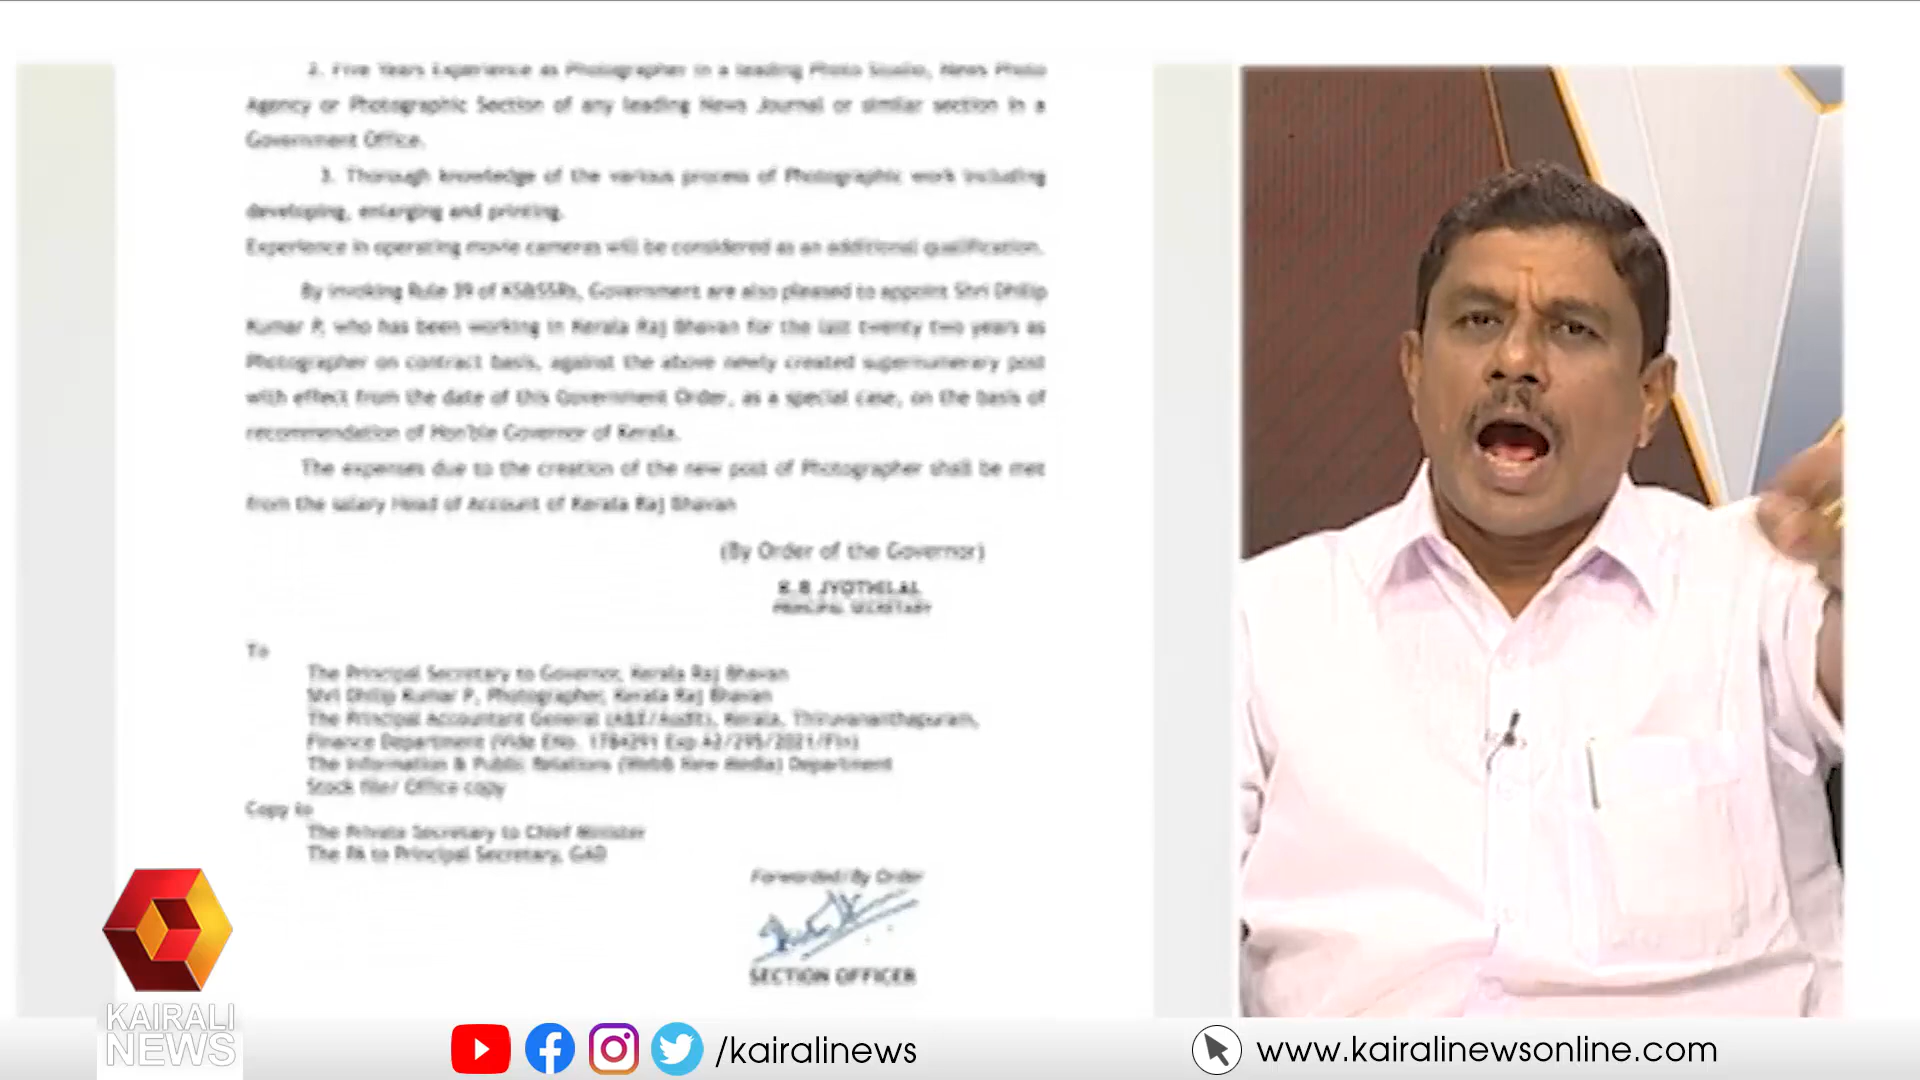 2. Five Years Experience as Photographer in a leading Photo Studio, News Photo
Agency or Photographic Section of any leading News Journal or similar section in a
Government Office.
3. Thorough knowledge of the various process of Photographic work including
developing, enlarging and printing.
Experience in operating movie cameras will be considered as an additional qualification.
By invoking Rule 39 of KS&SSRs, Government are also pleased to appoint Shri Dhilip
Kumar P, who has been working in Kerala Raj Bhavan for the last twenty two years as
Photographer on contract basis, against the above newly created supernumerary post
with effect from the date of this Government Order, as a special case, on the basis of
recommendation of Hon'ble Governor of Kerala.
The expenses due to the creation of the new post of Photographer shall be met
from the salary Head of Account of Kerala Raj Bhavan
(By Order of the Governor)
K R JYOTHILAL
PRINCIPAL SECRETARY
To
The Principal Secretary to Governor, Kerala Raj Bhavan
Shri Dhilip Kumar P, Photographer, Kerala Raj Bhavan
The Principal Accountant General (A&E/Audit), Kerala, Thiruvananthapuram,
Finance Department (Vide ENo. 1784291 Exp A2/295/2021/Fin)
The Information & Public Relations (Web& New Media) Department
Stock file/ Office copy
Copy to
The Private Secretary to Chief Minister
The PA to Principal Secretary, GAD
Forwarded/By Order
SECTION OFFICER
KAIRALI
NEWS
/kairalinews
www.kairalinewsonline.com